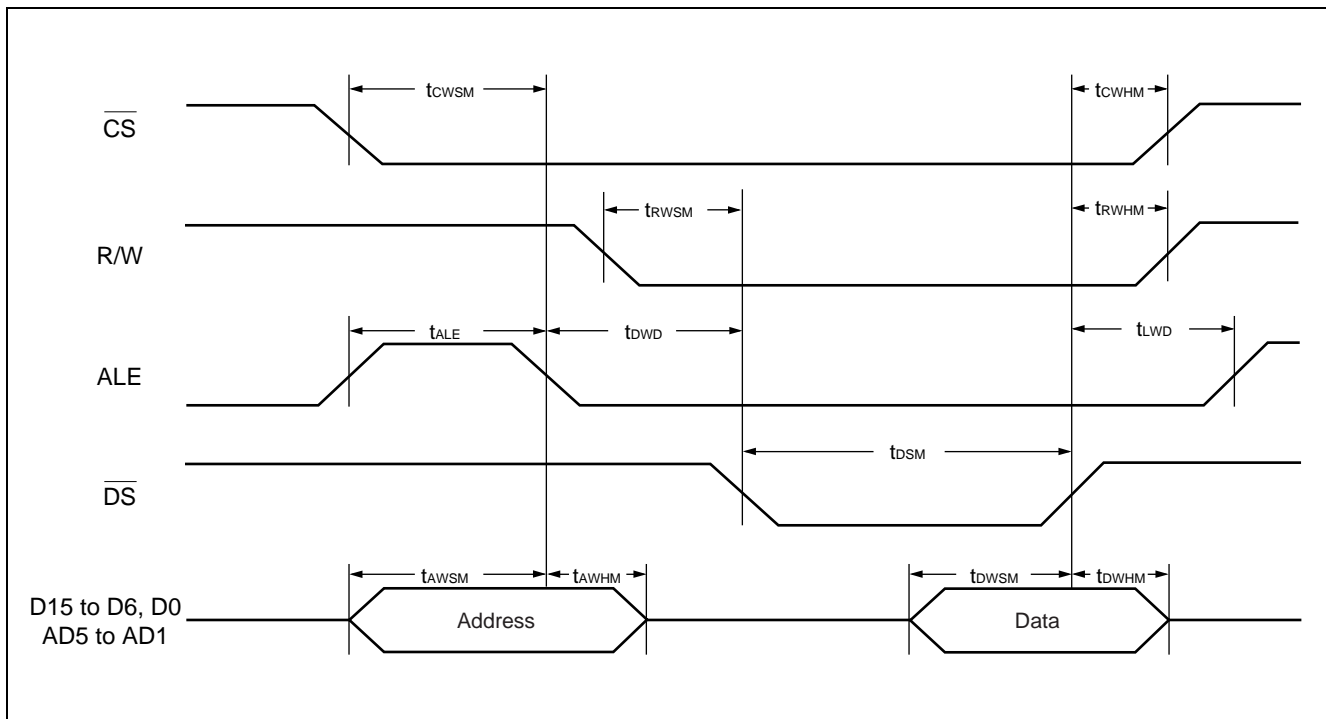 tCWSM
tCWHM
CS
tRWSM
tRWHM
R/W
tALE
tDWD
tLWD
ALE
tDSM
DS
tAWSM
tAWHM
tDWSM
tDWHM
D15 to D6, D0
AD5 to AD1
Address
Data